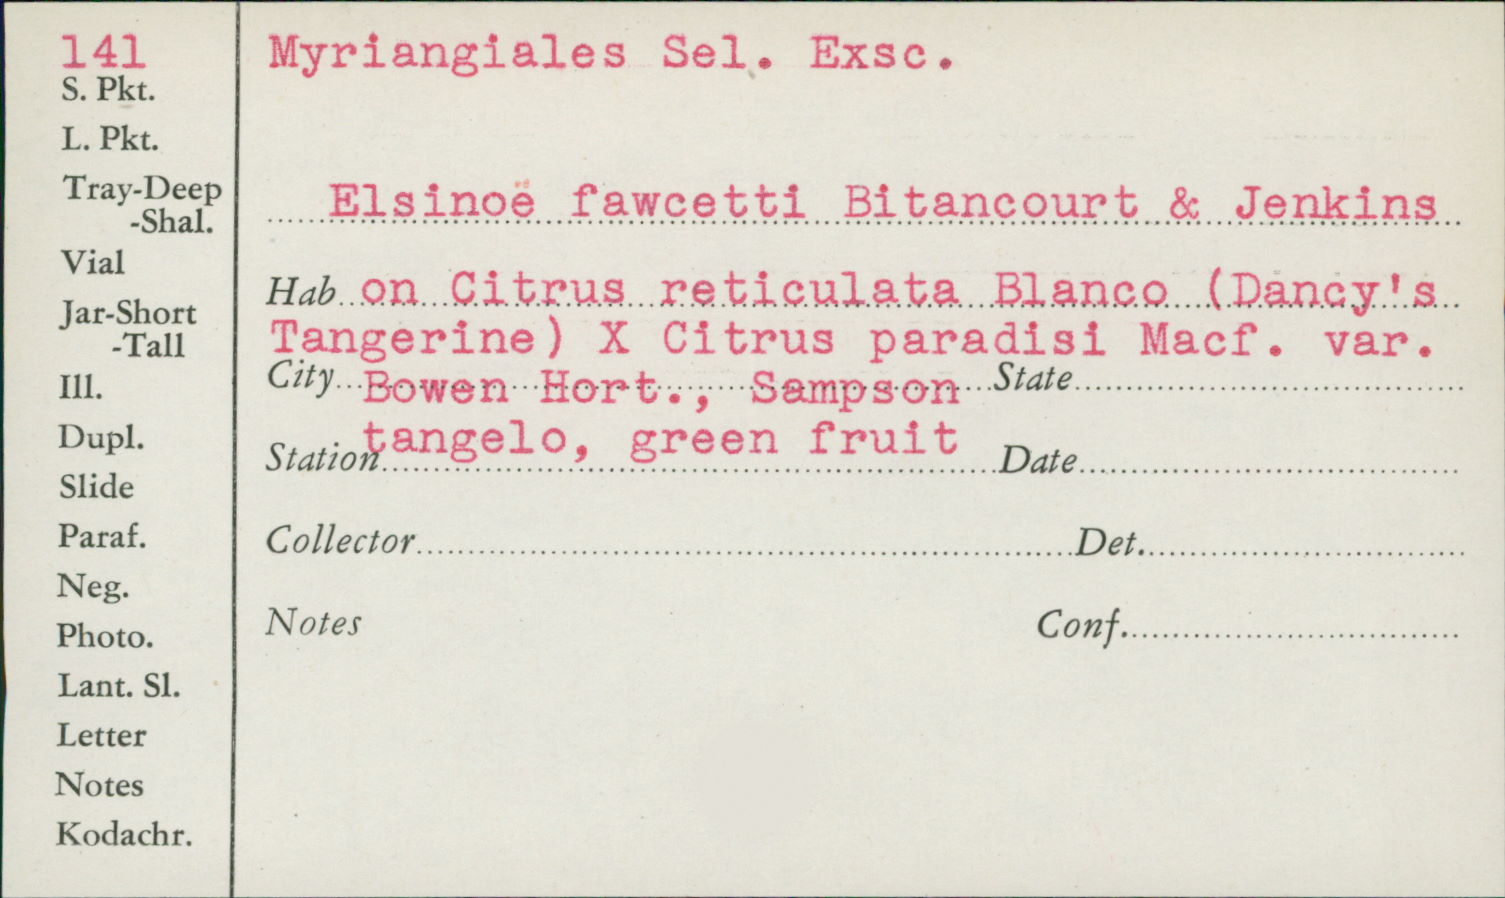 141
Myriangiales Sel. Exsc.
S. Pkt.
L. Pkt.
Tray-Deep
-Shal.
Vial
Jar-Short
-Tall
Ill.
Dupl.
Slide
Paraf.
Neg.
Photo.
Lant. Sl.
Letter
Notes
Kodachr.
Elsinoë fawcetti Bitancourt & Jenkins
Hab on Citrus reticulata Blanco (Dancy's
Tangerine) X Citrus paradisi Macf. var.
City Bowen Hort., Sampson State
Station tangelo, green fruit Date
Collector Det.
Notes Conf.